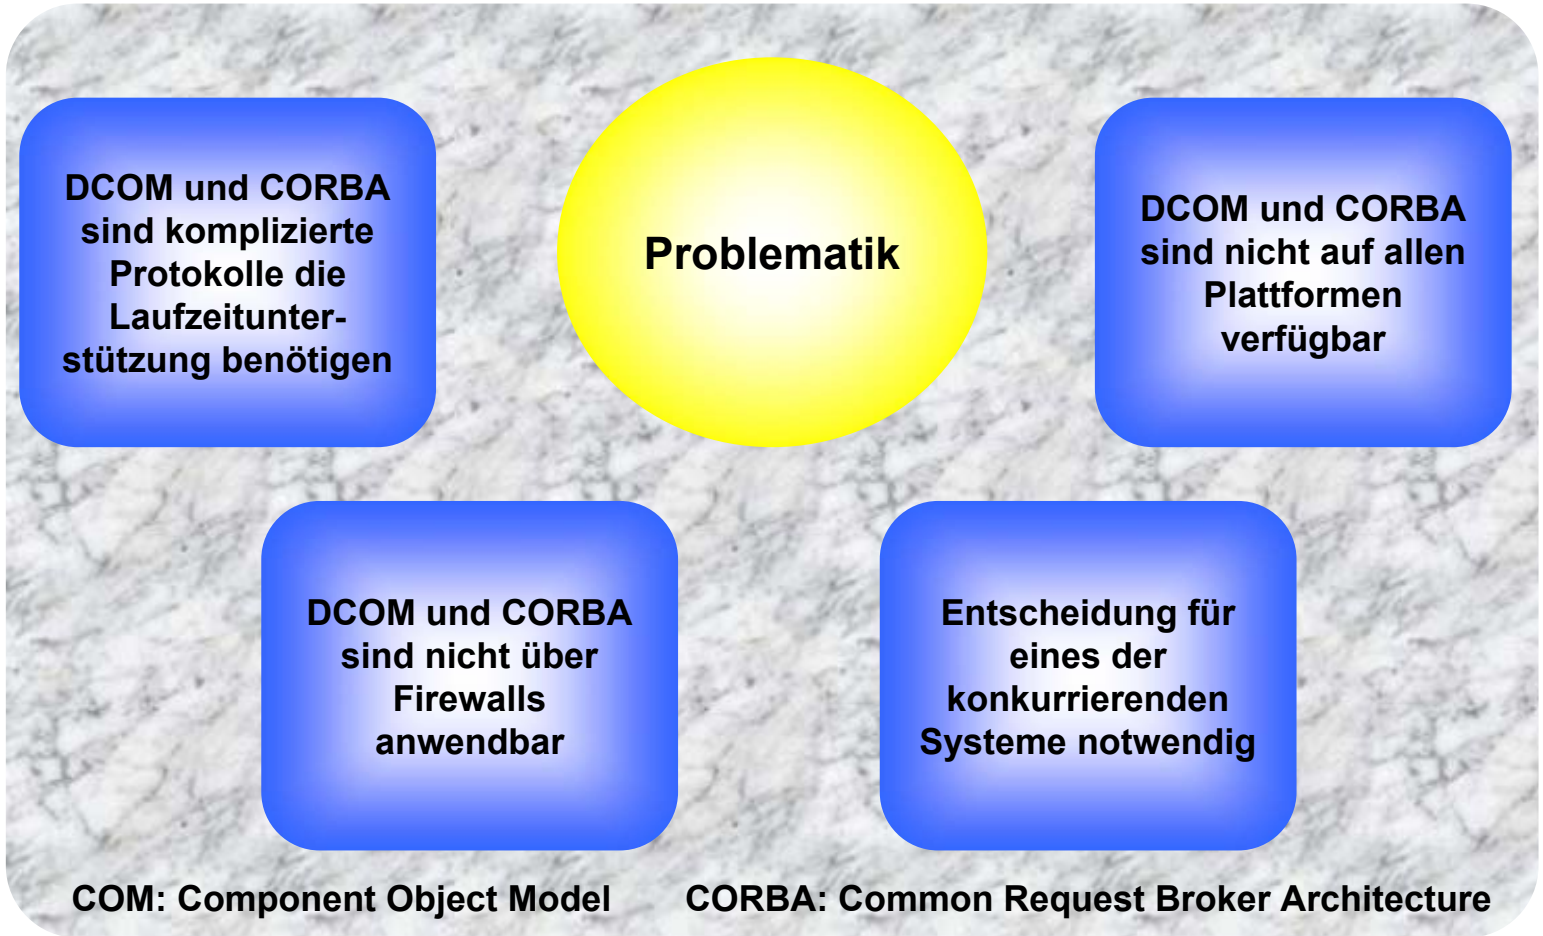 DCOM und CORBA
sind komplizierte
Protokolle die
Laufzeitunter-
stützung benötigen
Problematik
DCOM und CORBA
sind nicht auf allen
Plattformen
verfügbar
DCOM und CORBA
sind nicht über
Firewalls
anwendbar
Entscheidung für
eines der
konkurrierenden
Systeme notwendig
COM: Component Object Model
CORBA: Common Request Broker Architecture